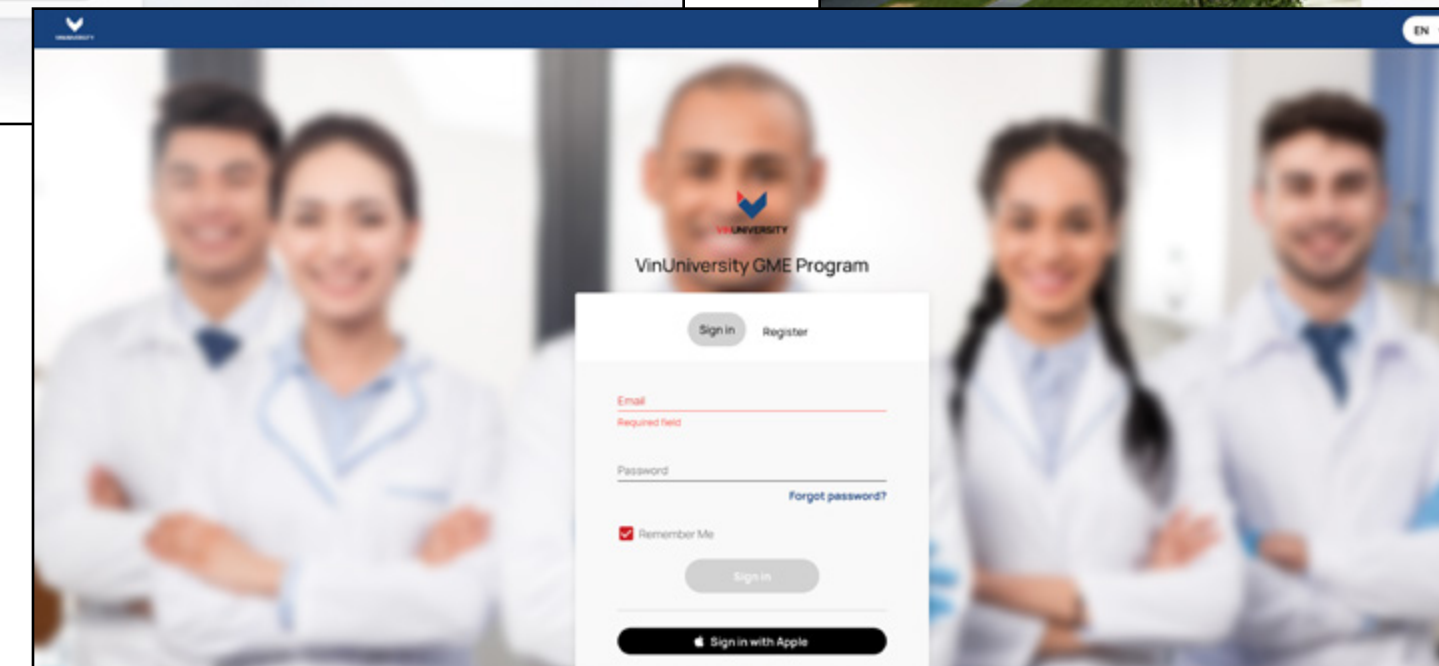 VINUNIVERSITY
EN
VINUNIVERSITY
VinUniversity GME Program
Sign in Register
Email
Required field
Password
Forgot password?
Remember Me
Sign in
Sign in with Apple